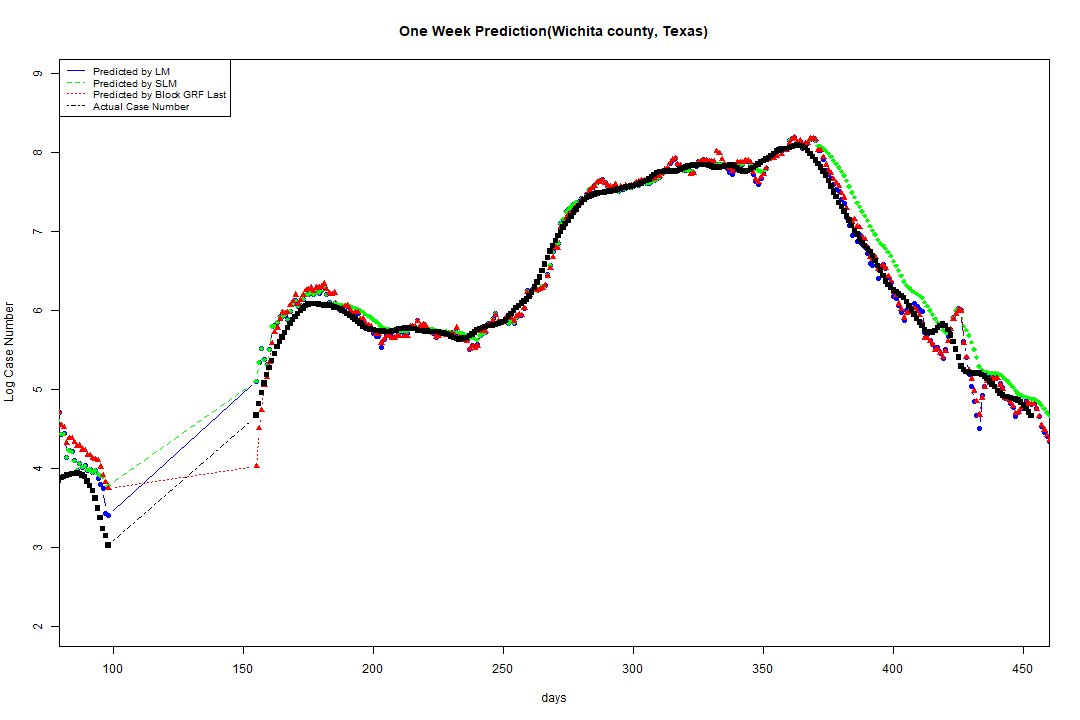 One Week Prediction(Wichita county, Texas)
Predicted by LM
Predicted by SLM
Predicted by Block GRF Last
Actual Case Number
Log Case Number
9
8
7
6
5
4
3
2
100 150 200 250 300 350 400 450
days